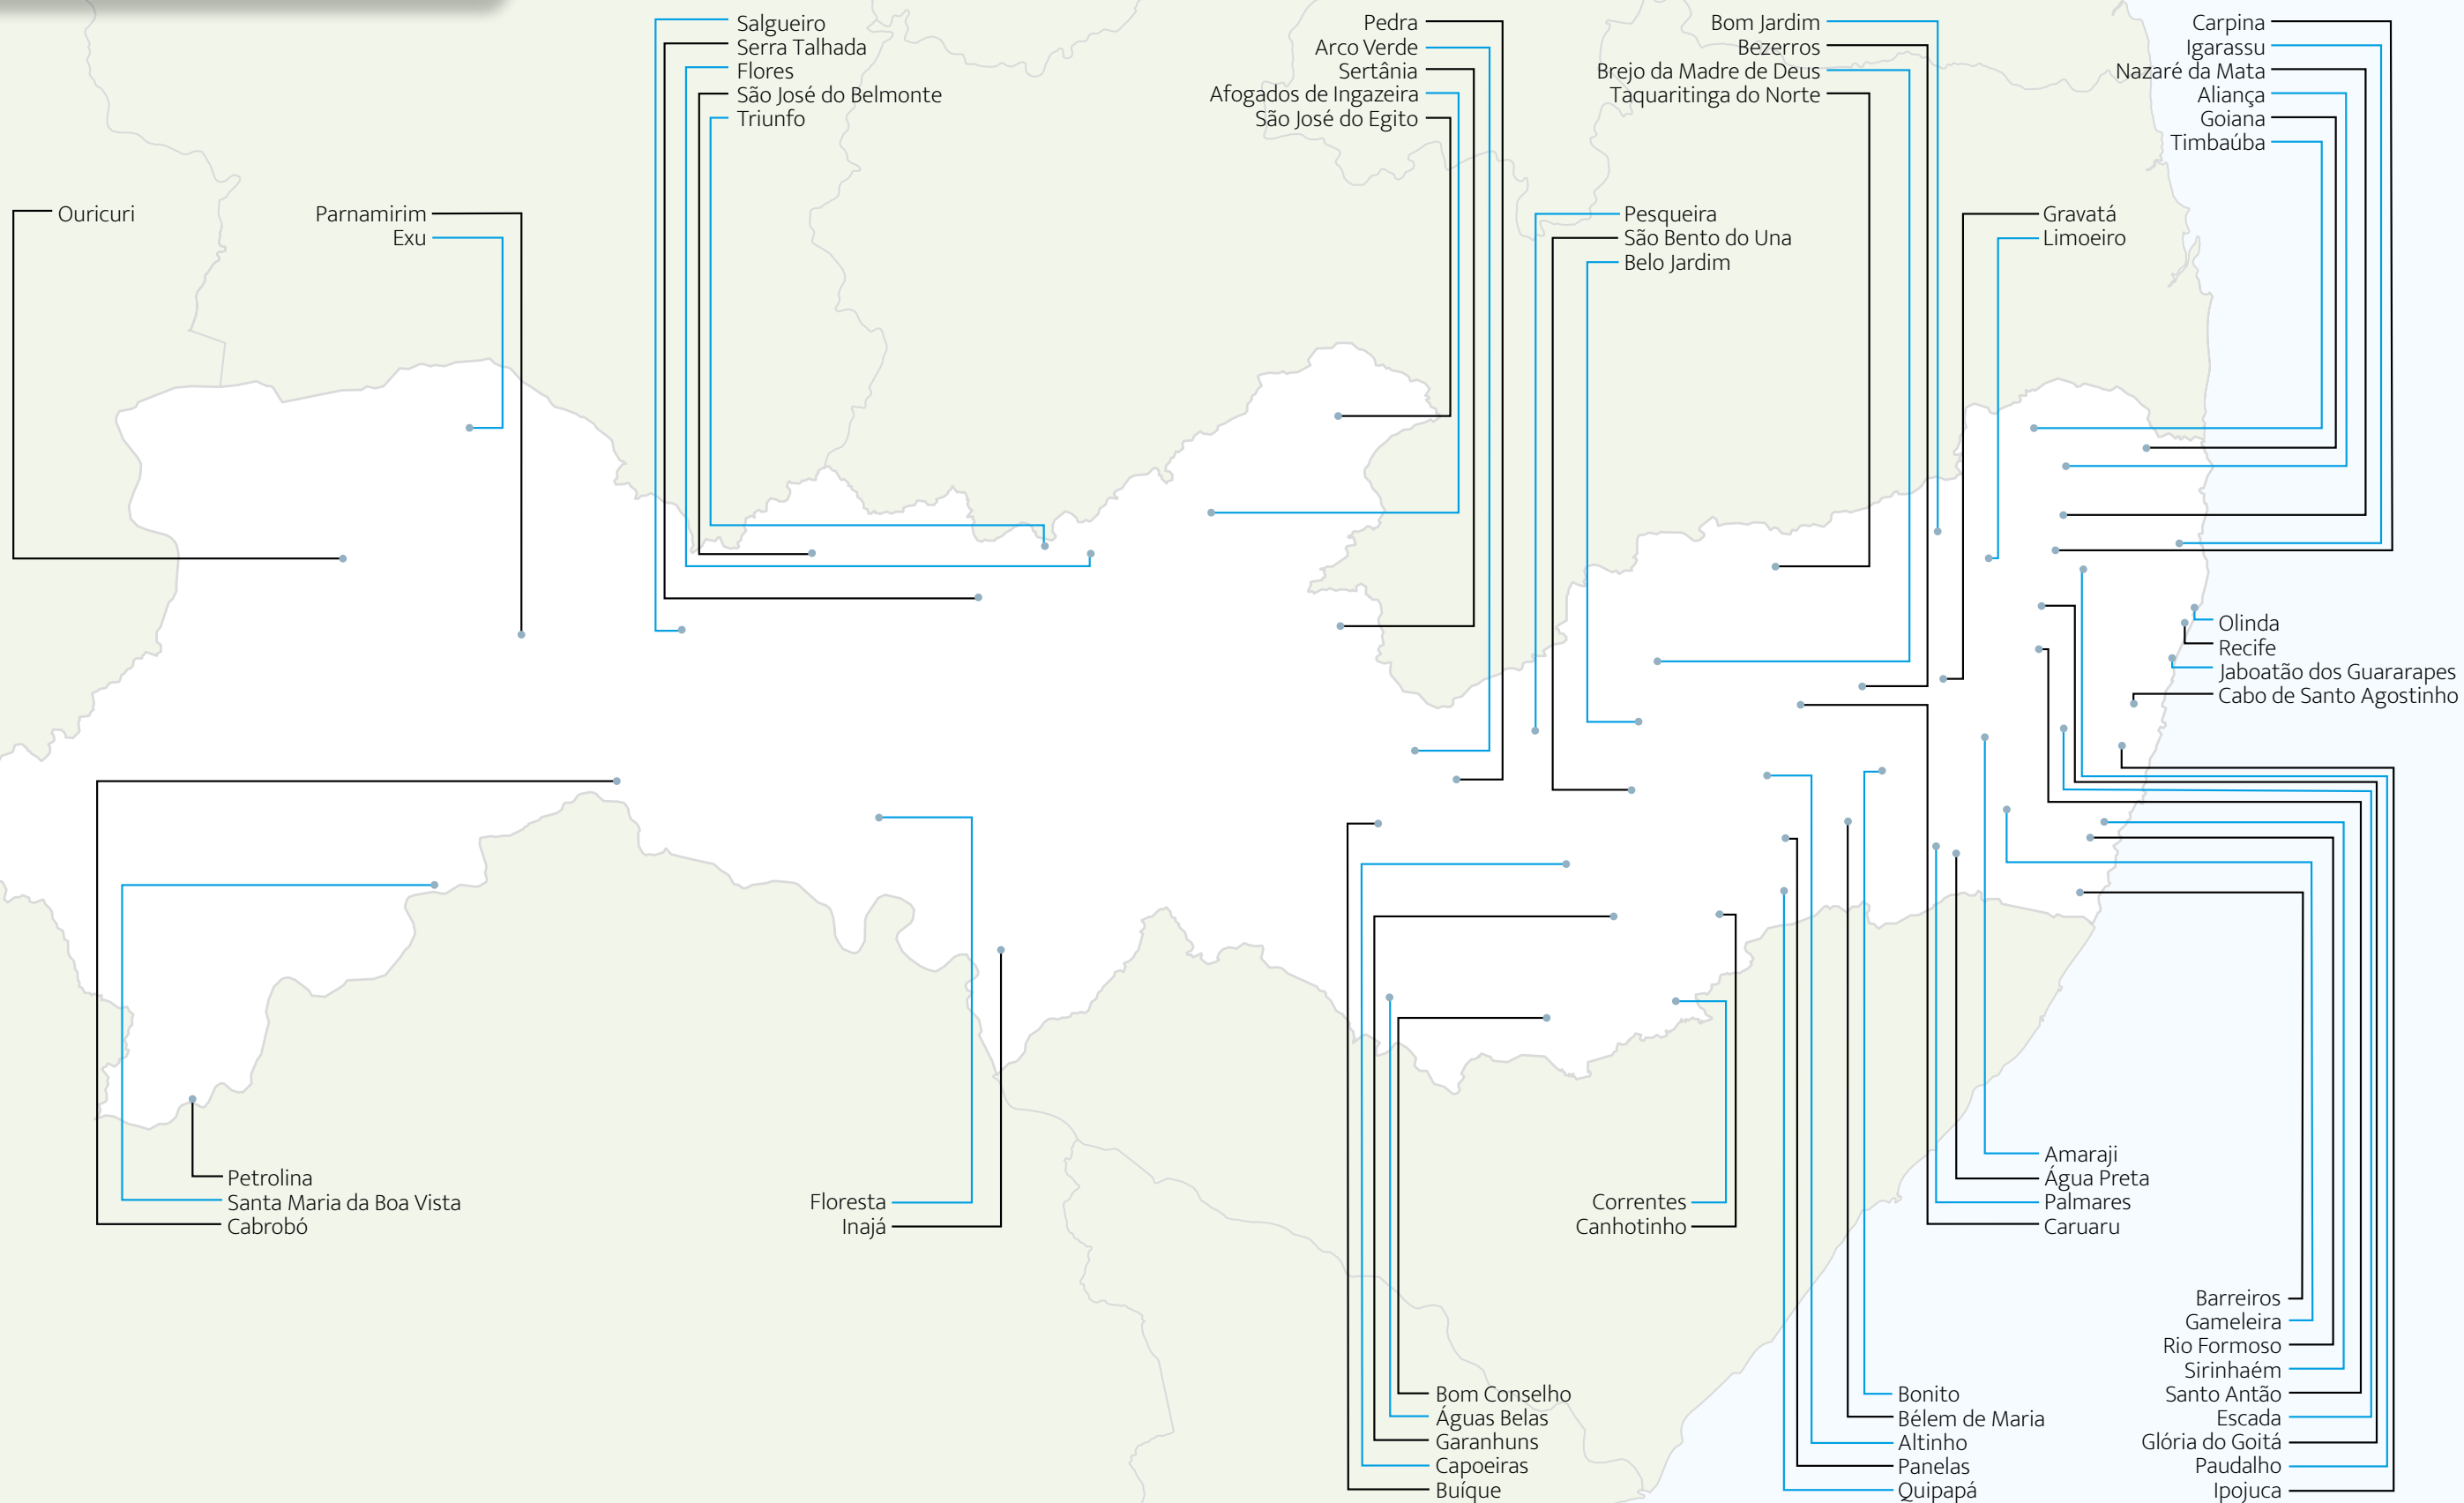 Salgueiro
Serra Talhada
Flores
São José do Belmonte
Triunfo
Pedra
Arco Verde
Sertânia
Afogados de Ingazeira
São José do Egito
Bom Jardim
Bezerros
Brejo da Madre de Deus
Taquaritinga do Norte
Carpina
Igarassu
Nazaré da Mata
Aliança
Goiana
Timbaúba
Ouricuri
Parnamirim
Exu
Pesqueira
São Bento do Una
Belo Jardim
Gravatá
Limoeiro
Olinda
Recife
Jaboatão dos Guararapes
Cabo de Santo Agostinho
Petrolina
Santa Maria da Boa Vista
Cabrobó
Floresta
Inajá
Correntes
Canhotinho
Amaraji
Água Preta
Palmares
Caruaru
Bom Conselho
Águas Belas
Garanhuns
Capoeiras
Buíque
Bonito
Bélem de Maria
Altinho
Panelas
Quipapá
Barreiros
Gameleira
Rio Formoso
Sirinhaém
Santo Antão
Escada
Glória do Goitá
Paudalho
Ipojuca